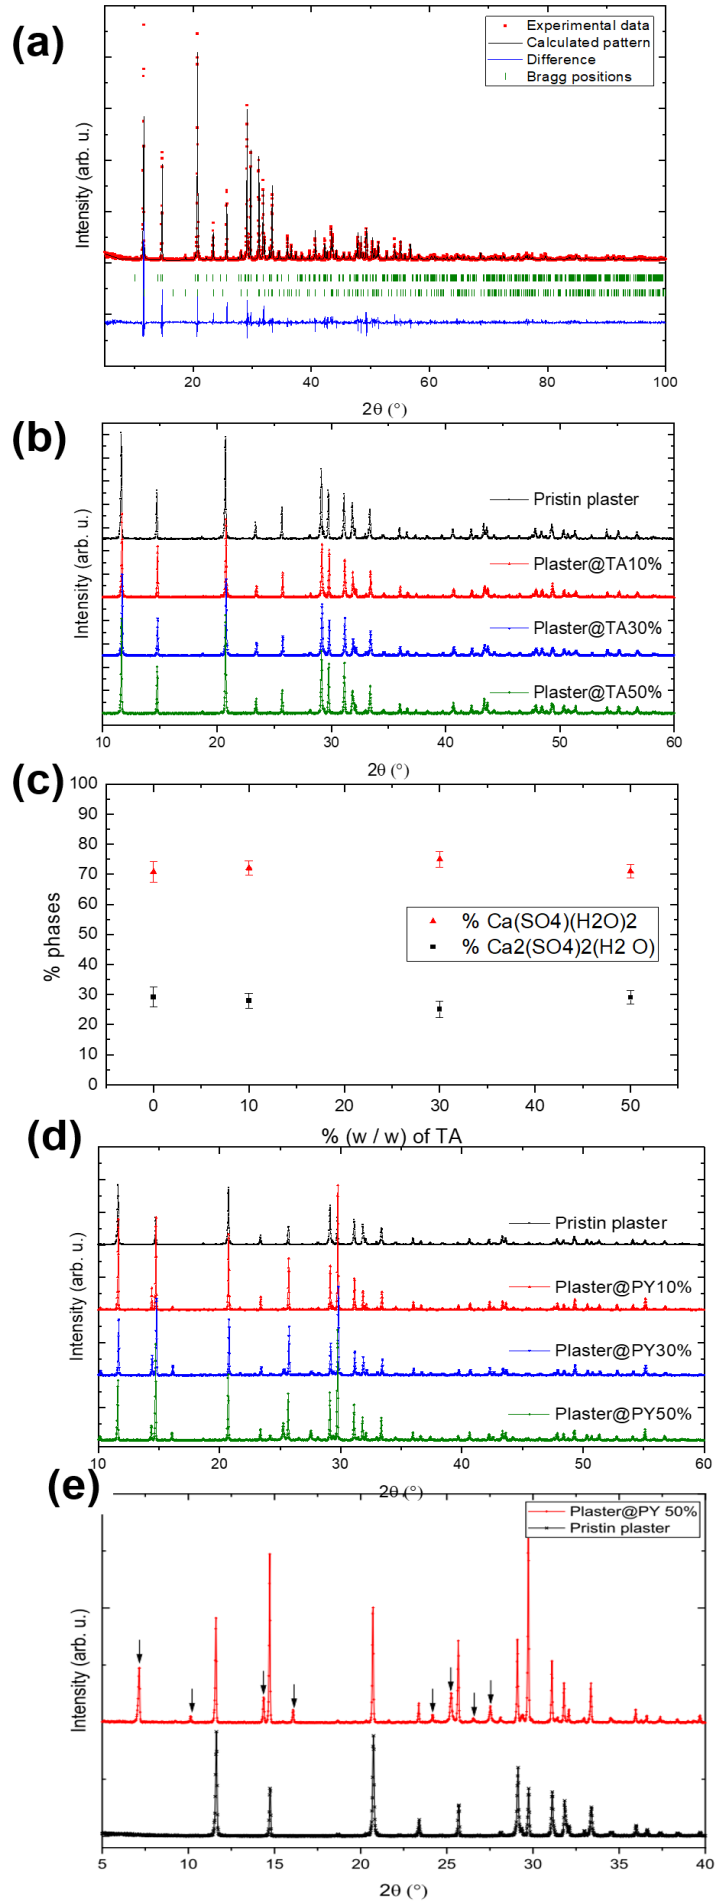 (a)
Experimental data
Calculated pattern
Difference
Bragg positions
Intensity (arb. u.)
20 40 60 80 100
2θ (°)
(b)
Pristin plaster
Plaster@TA10%
Plaster@TA30%
Plaster@TA50%
Intensity (arb. u.)
10 20 30 40 50 60
2θ (°)
(c)
100
90
80
70
60
50
40
30
20
10
0
% phases
% Ca(SO4)(H2O)2
% Ca2(SO4)2(H2 O)
0 10 20 30 40 50
% (w / w) of TA
(d)
Pristin plaster
Plaster@PY10%
Plaster@PY30%
Plaster@PY50%
Intensity (arb. u.)
10 20 30 40 50 60
2θ (°)
(e)
Plaster@PY 50%
Pristin plaster
Intensity (arb. u.)
5 10 15 20 25 30 35 40
2θ (°)